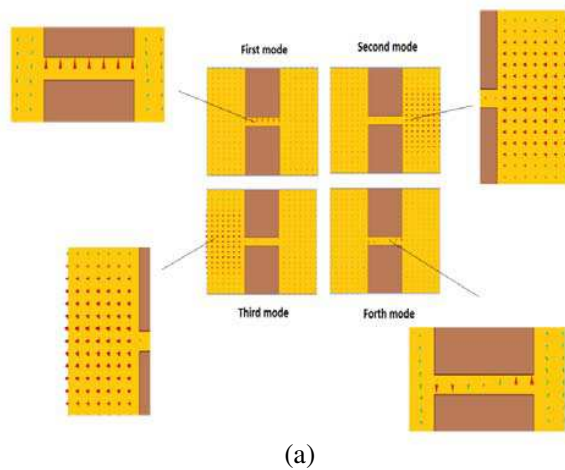 First mode
Second mode
Third mode
Forth mode
(a)